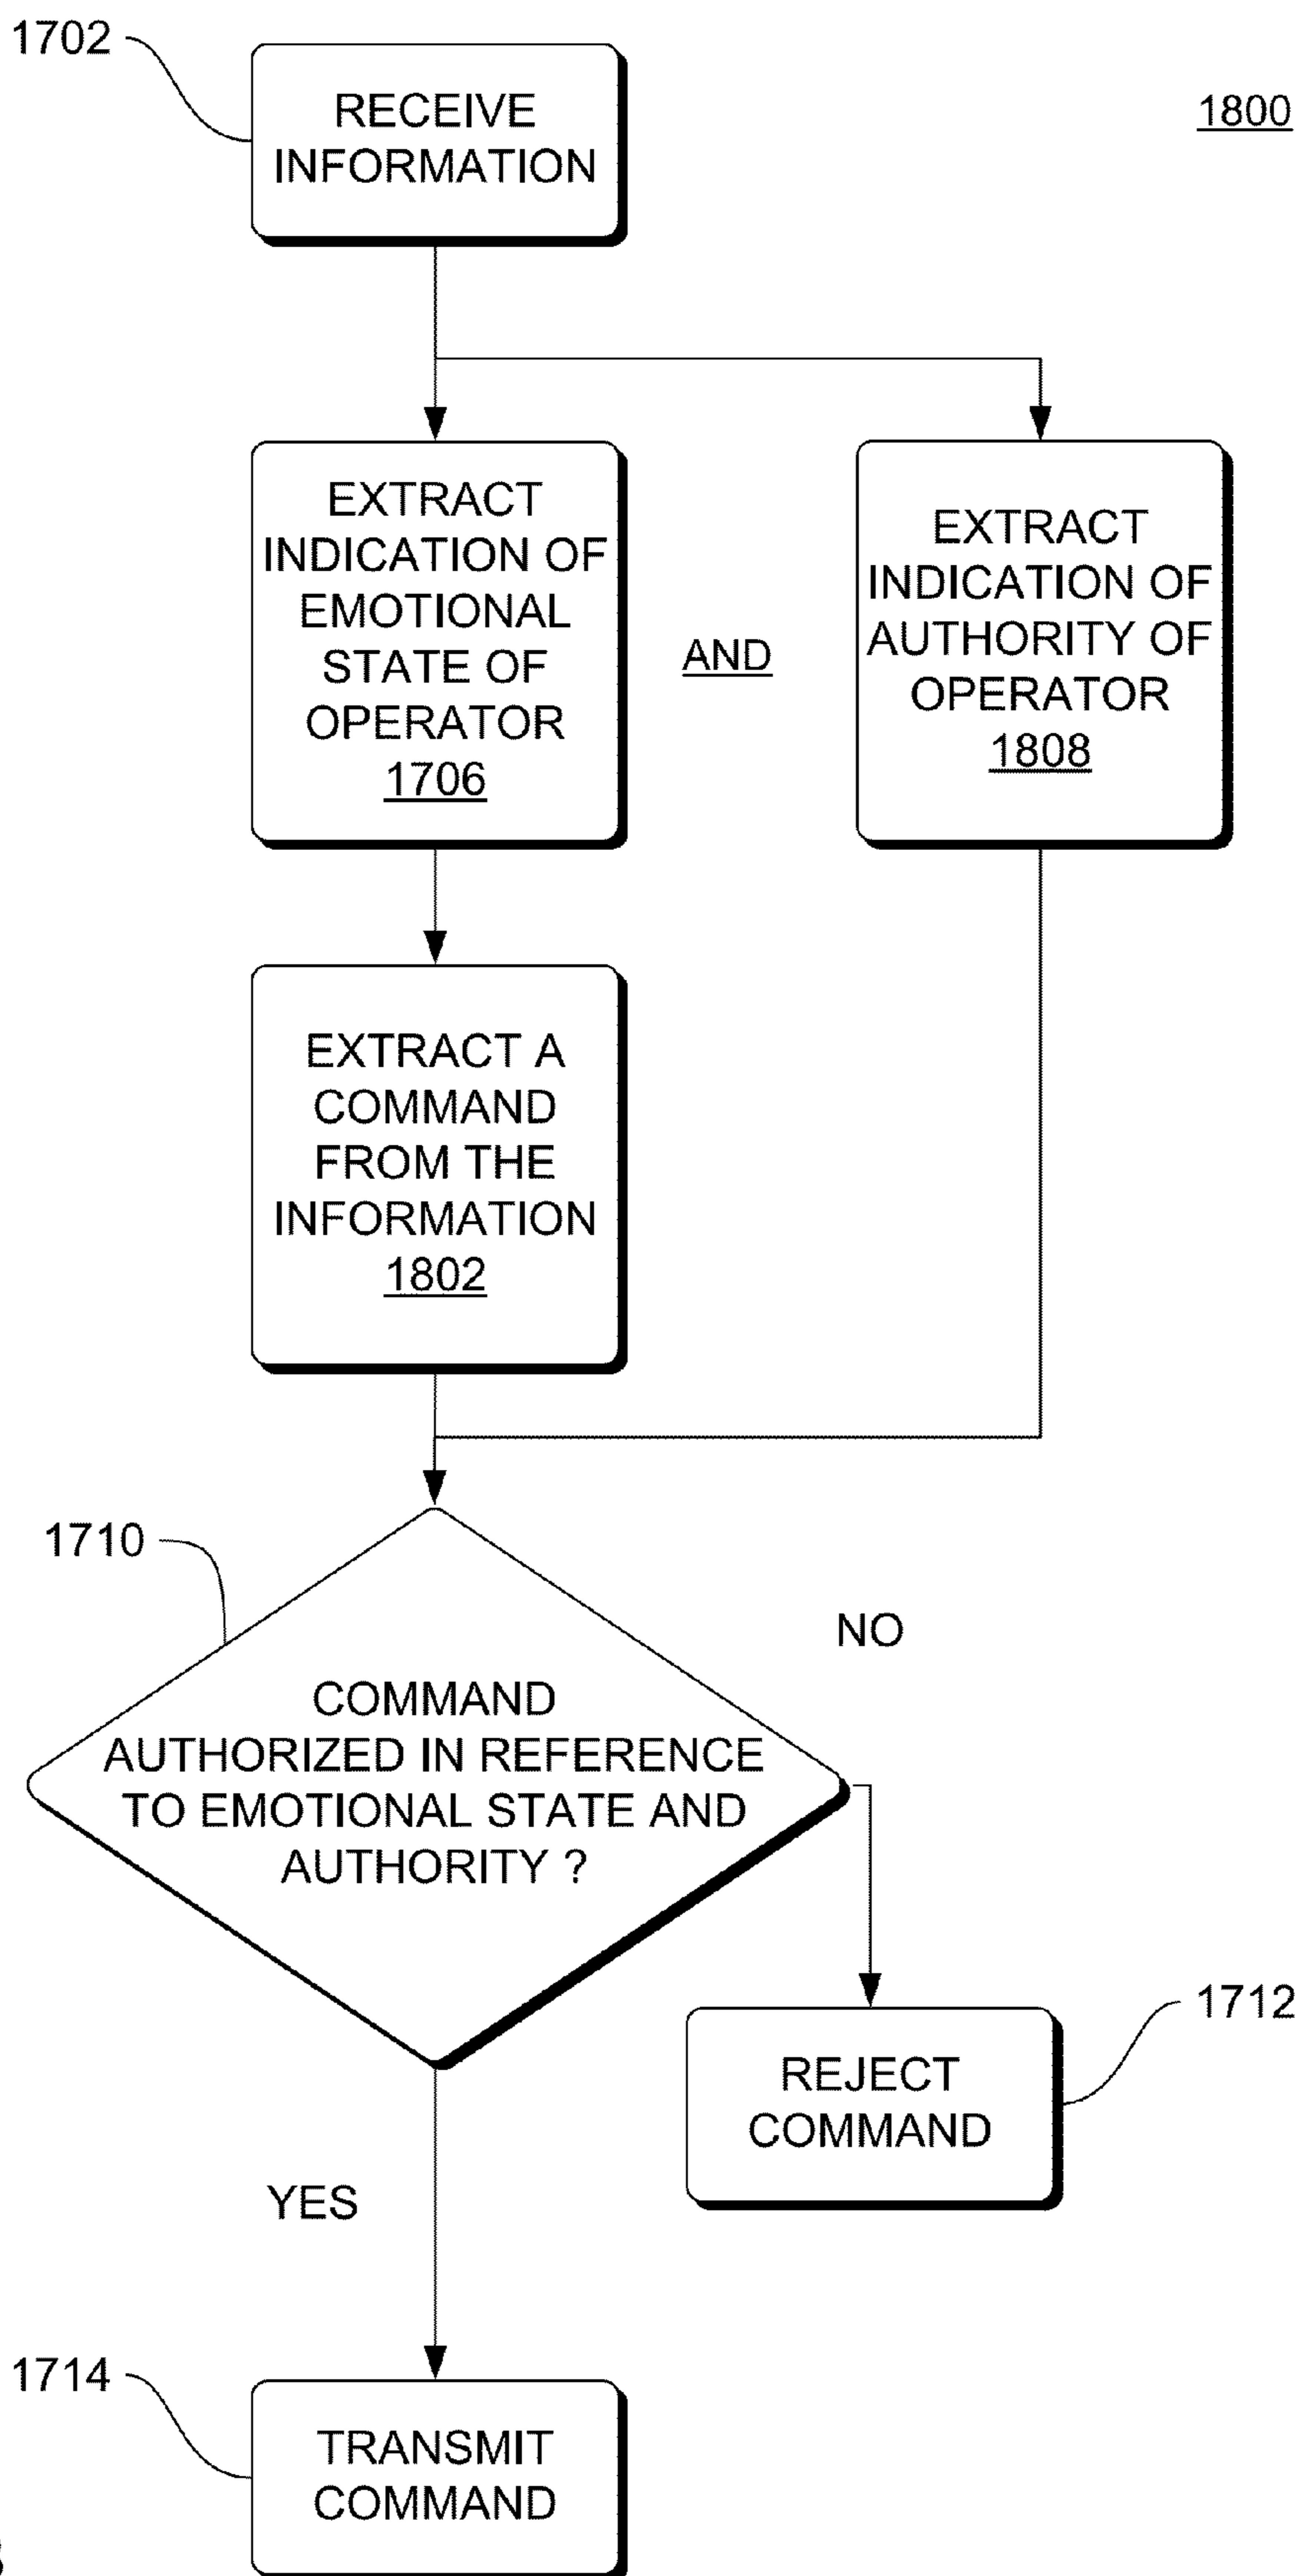 1702
1800
RECEIVE
INFORMATION
EXTRACT
INDICATION OF
EMOTIONAL
STATE OF
OPERATOR
1706
AND
EXTRACT
INDICATION OF
AUTHORITY OF
OPERATOR
1808
EXTRACT A
COMMAND
FROM THE
INFORMATION
1802
1710
NO
COMMAND
AUTHORIZED IN REFERENCE
TO EMOTIONAL STATE AND
AUTHORITY ?
1712
REJECT
COMMAND
YES
1714
TRANSMIT
COMMAND